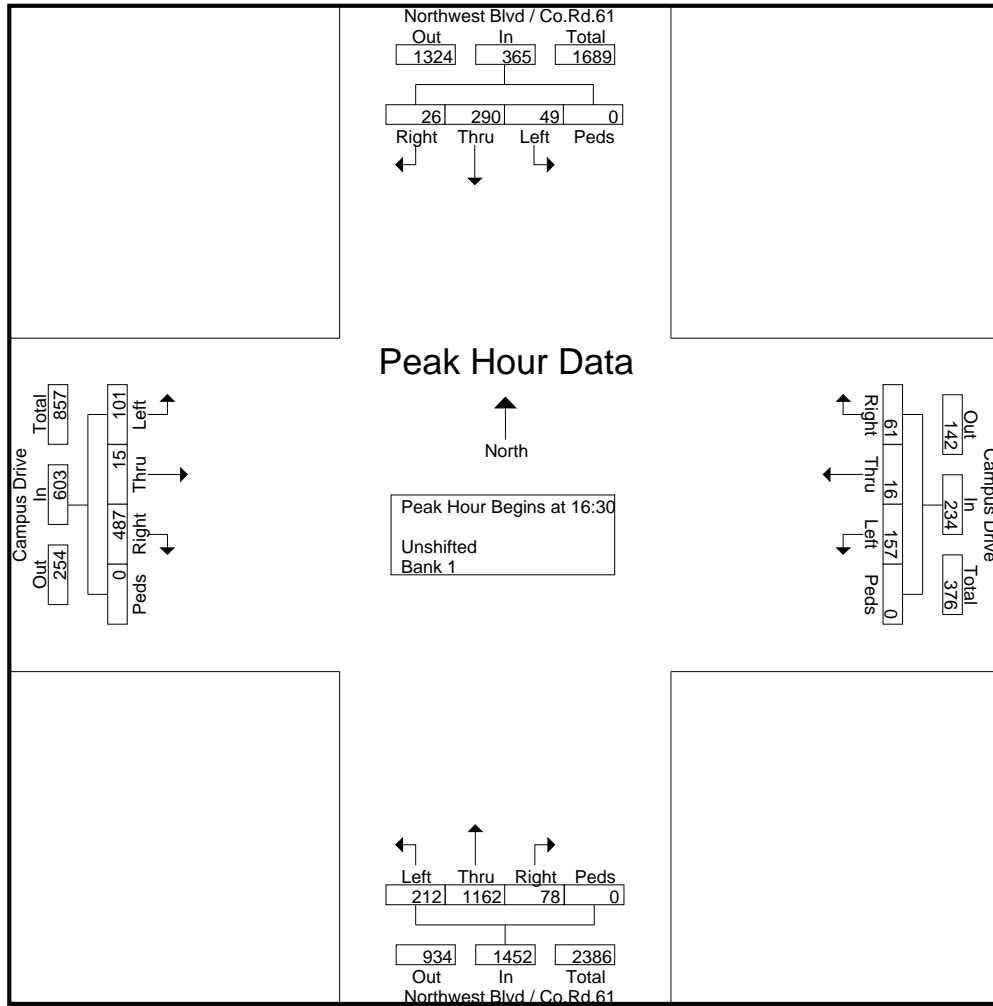 Northwest Blvd / Co.Rd.61
Out In Total
1324 365 1689
26 290 49 0
Right Thru Left Peds
Peak Hour Data
North
Peak Hour Begins at 16:30
Unshifted
Bank 1
Campus Drive
Out In Total
254 603 857
101 15 487 0
Left Thru Right Peds
Right Thru Left Peds
61 16 157 0
Out In Total
142 234 376
Campus Drive
Left Thru Right Peds
212 1162 78 0
934 1452 2386
Out In Total
Northwest Blvd / Co.Rd.61